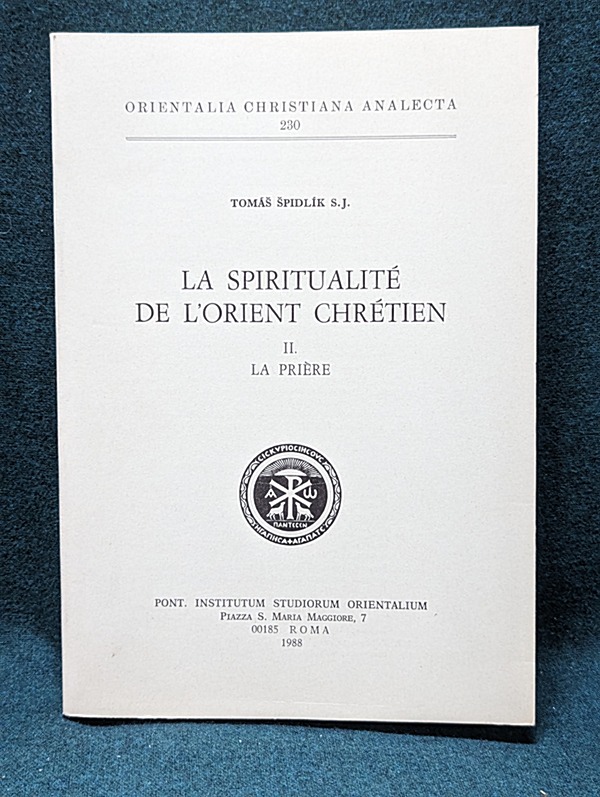 ORIENTALIA CHRISTIANA ANALECTA
230
TOMÁŠ ŠPIDLÍK S.J.
LA SPIRITUALITÉ
DE L'ORIENT CHRÉTIEN
II.
LA PRIÈRE
Α Ω
ΠΑΝΤΕСΕΝ
PONT. INSTITUTUM STUDIORUM ORIENTALIUM
PIAZZA S. MARIA MAGGIORE, 7
00185 ROMA
1988